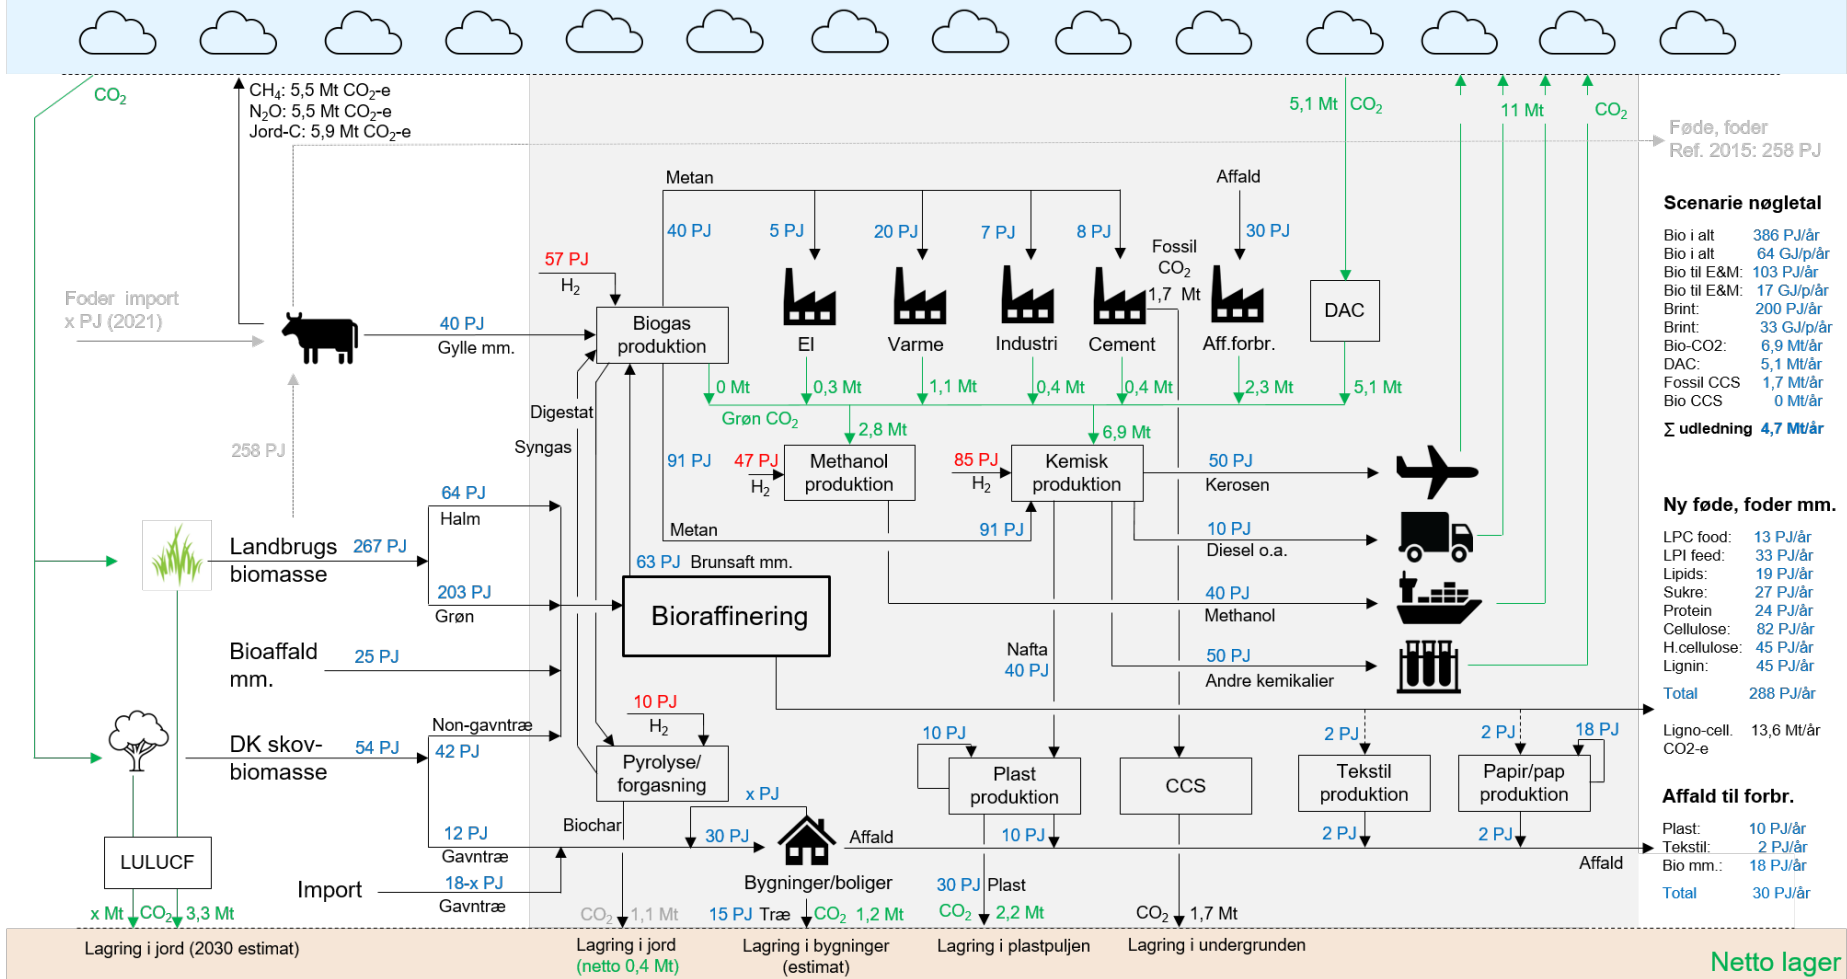 CO₂
CH₄: 5,5 Mt CO₂-e
N₂O: 5,5 Mt CO₂-e
Jord-C: 5,9 Mt CO₂-e
5,1 Mt CO₂
11 Mt
CO₂
Føde, foder
Ref. 2015: 258 PJ
Metan
Affald
40 PJ
5 PJ
20 PJ
7 PJ
8 PJ
30 PJ
Fossil
CO₂
1,7 Mt
57 PJ
H₂
Foder import
x PJ (2021)
40 PJ
Gylle mm.
Biogas
produktion
El
Varme
Industri
Cement
Aff.forbr.
DAC
0 Mt
0,3 Mt
1,1 Mt
0,4 Mt
0,4 Mt
2,3 Mt
5,1 Mt
Grøn CO₂
Digestat
Syngas
258 PJ
2,8 Mt
6,9 Mt
91 PJ
47 PJ
H₂
Methanol
produktion
85 PJ
H₂
Kemisk
produktion
50 PJ
Kerosen
64 PJ
Halm
Metan
91 PJ
10 PJ
Diesel o.a.
Landbrugs
biomasse
267 PJ
63 PJ Brunsaft mm.
203 PJ
Grøn
Bioraffinering
40 PJ
Methanol
Bioaffald
mm.
25 PJ
Nafta
40 PJ
50 PJ
Andre kemikalier
10 PJ
H₂
Non-gavntræ
42 PJ
DK skov-
biomasse
54 PJ
Pyrolyse/
forgasning
10 PJ
Plast
produktion
CCS
2 PJ
Tekstil
produktion
2 PJ
18 PJ
Papir/pap
produktion
x PJ
Biochar
12 PJ
Gavntræ
30 PJ
Affald
10 PJ
2 PJ
2 PJ
Affald
LULUCF
Import
18-x PJ
Gavntræ
Bygninger/boliger
30 PJ Plast
x Mt CO₂ 3,3 Mt
CO₂ 1,1 Mt
15 PJ Træ CO₂ 1,2 Mt
CO₂ 2,2 Mt
CO₂ 1,7 Mt
Lagring i jord (2030 estimat)
Lagring i jord
(netto 0,4 Mt)
Lagring i bygninger
(estimat)
Lagring i plastpuljen
Lagring i undergrunden
Netto lager
Scenarie nøgletal
Bio i alt 386 PJ/år
Bio i alt 64 GJ/p/år
Bio til E&M: 103 PJ/år
Bio til E&M: 17 GJ/p/år
Brint: 200 PJ/år
Brint: 33 GJ/p/år
Bio-CO2: 6,9 Mt/år
DAC: 5,1 Mt/år
Fossil CCS 1,7 Mt/år
Bio CCS 0 Mt/år
∑ udledning 4,7 Mt/år
Ny føde, foder mm.
LPC food: 13 PJ/år
LPI feed: 33 PJ/år
Lipids: 19 PJ/år
Sukre: 27 PJ/år
Protein 24 PJ/år
Cellulose: 82 PJ/år
H.cellulose: 45 PJ/år
Lignin: 45 PJ/år
Total 288 PJ/år
Ligno-cell. 13,6 Mt/år
CO2-e
Affald til forbr.
Plast: 10 PJ/år
Tekstil: 2 PJ/år
Bio mm.: 18 PJ/år
Total 30 PJ/år